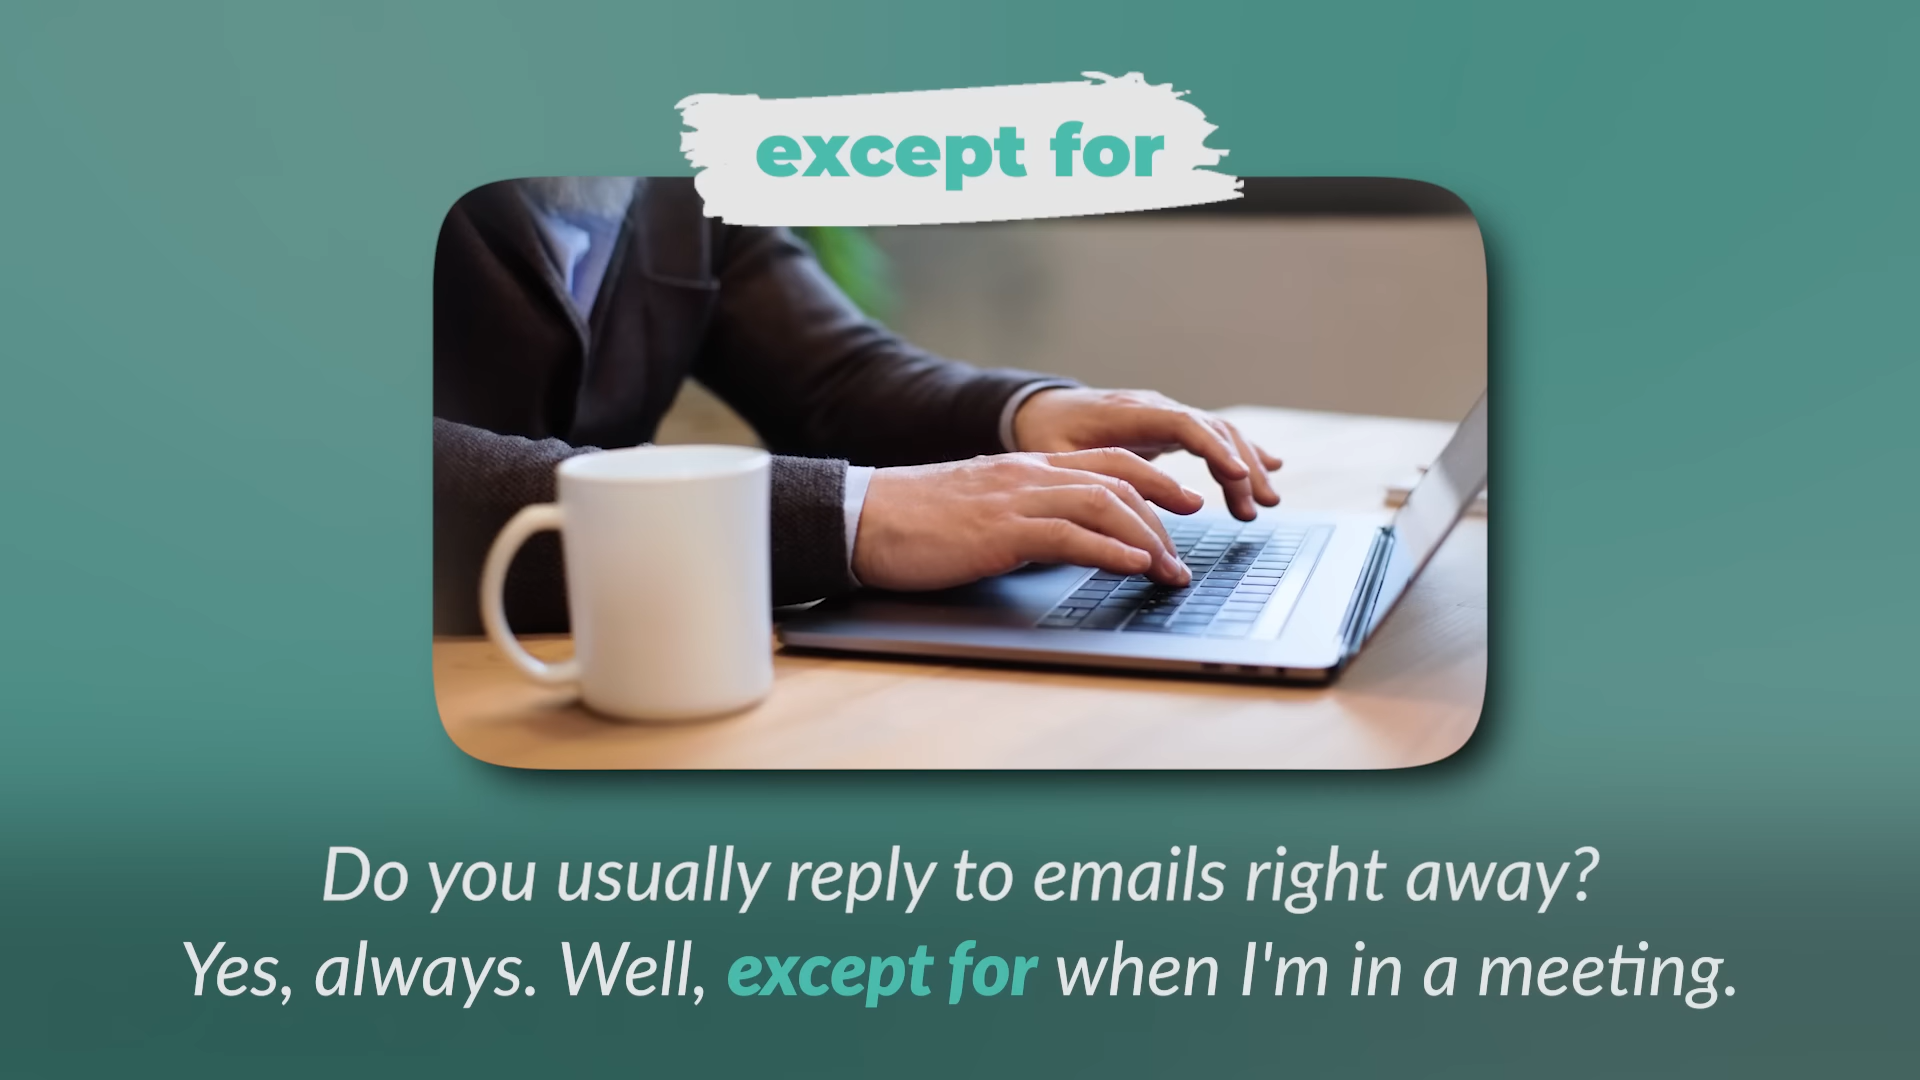 except for
Do you usually reply to emails right away?
Yes, always. Well, except for when I'm in a meeting.